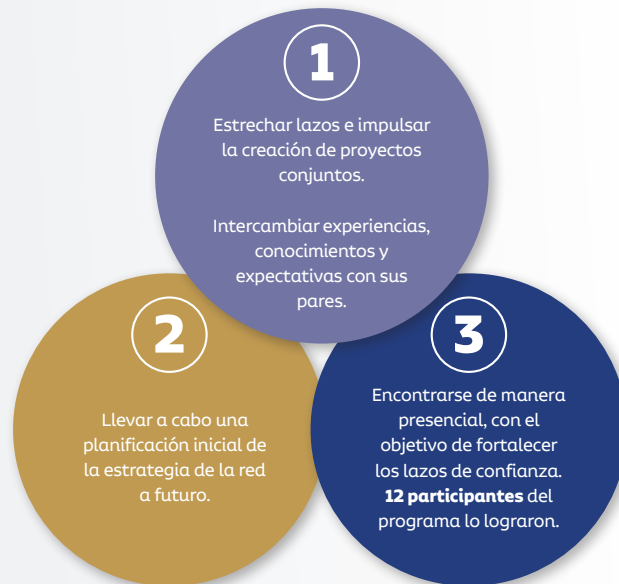 1
Estrechar lazos e impulsar
la creación de proyectos
conjuntos.
Intercambiar experiencias,
conocimientos y
expectativas con sus
pares.
2
Llevar a cabo una
planificación inicial de
la estrategia de la red
a futuro.
3
Encontrarse de manera
presencial, con el
objetivo de fortalecer
los lazos de confianza.
12 participantes del
programa lo lograron.